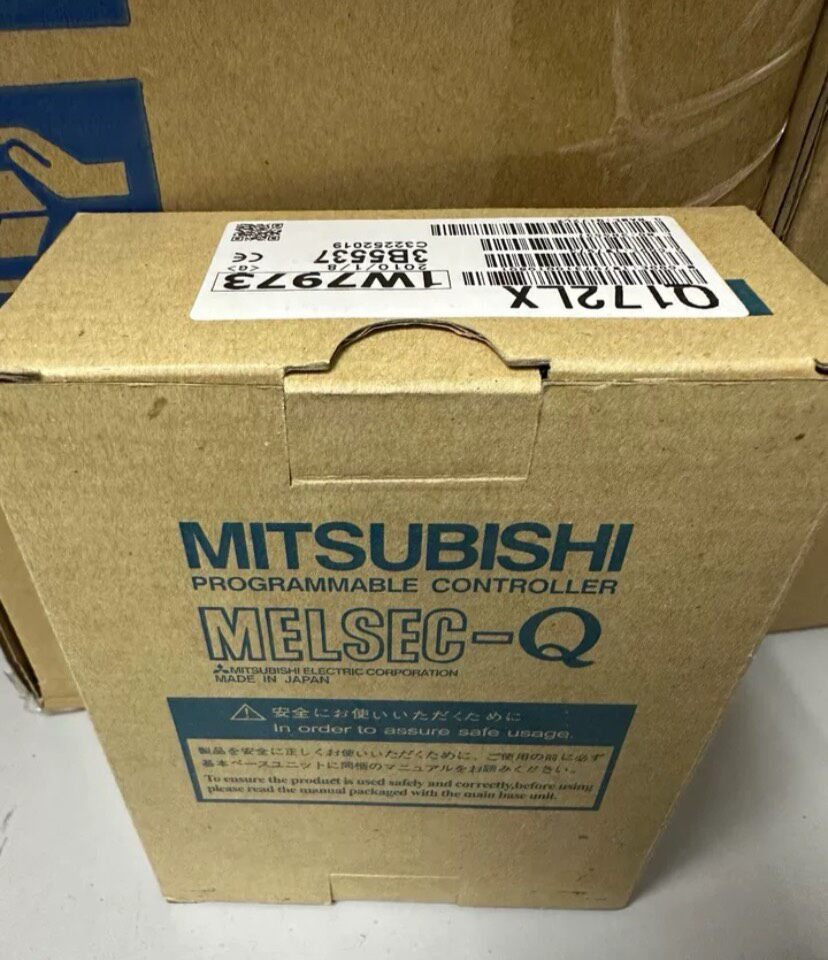 Q172LX
1W7973
<G>
2010/1/8
3B5537
C32252019
CE
MITSUBISHI
PROGRAMMABLE CONTROLLER
MELSEC-Q
MITSUBISHI ELECTRIC CORPORATION
MADE IN JAPAN
安全にお使いいただくために
In order to assure safe usage.
製品を安全に正しくお使いいただくために、ご使用の前に必ず
基本ベースユニットに同梱のマニュアルをお読みください。
To ensure the product is used safely and correctly,before using
please read the manual packaged with the main base unit.